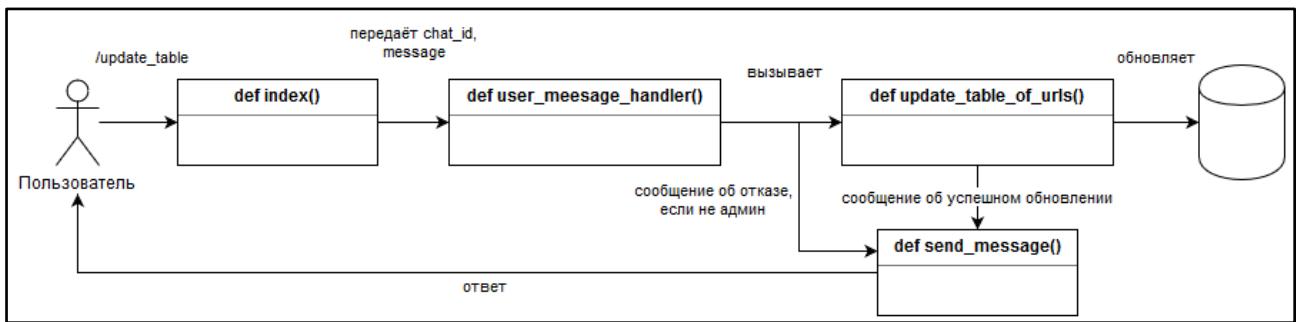 /update_table
передаёт chat_id,
message
вызывает
обновляет
def index()
def user_meesage_handler()
def update_table_of_urls()
Пользователь
сообщение об отказе,
если не админ
сообщение об успешном обновлении
def send_message()
ответ